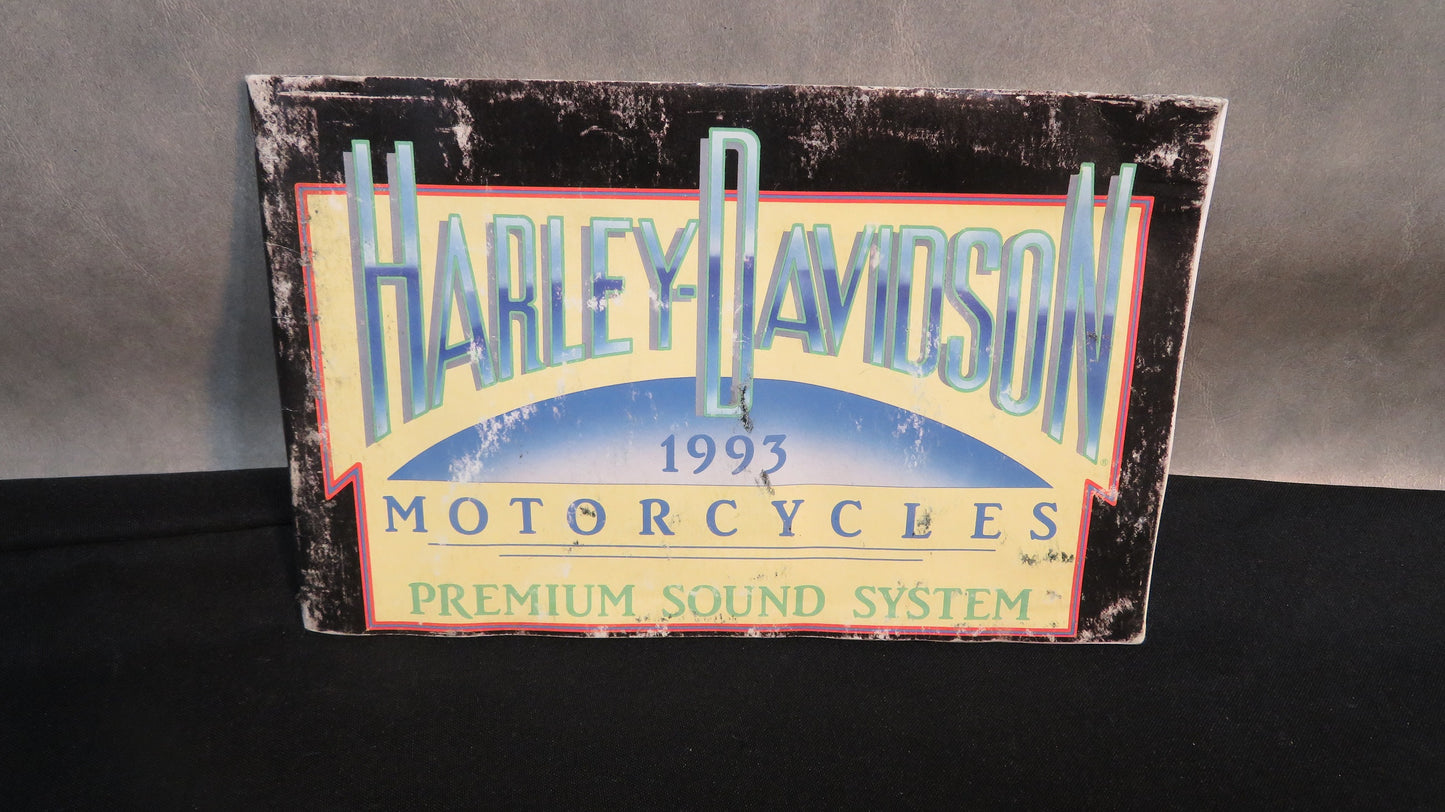 HARLEY-DAVIDSON ®
1993
MOTORCYCLES
PREMIUM SOUND SYSTEM